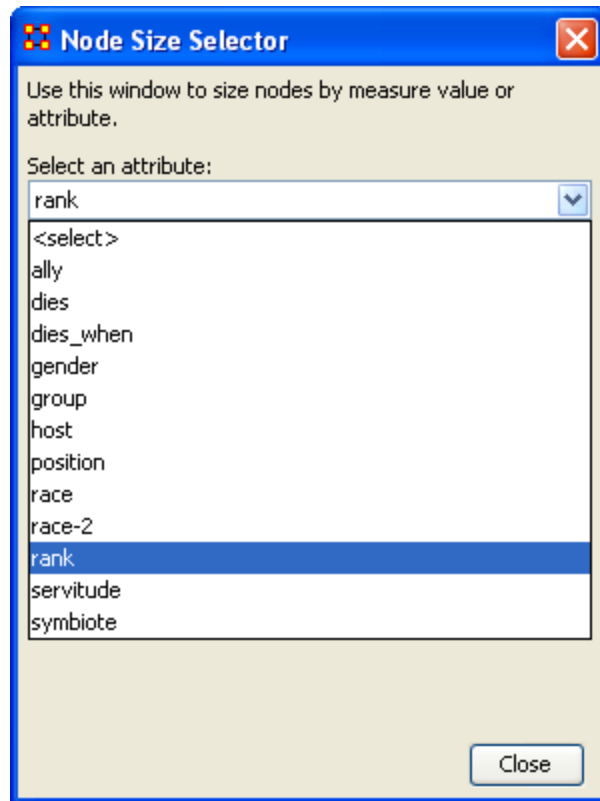 Node Size Selector
Use this window to size nodes by measure value or
attribute.
Select an attribute:
rank
<select>
ally
dies
dies_when
gender
group
host
position
race
race-2
rank
servitude
symbiote
Close